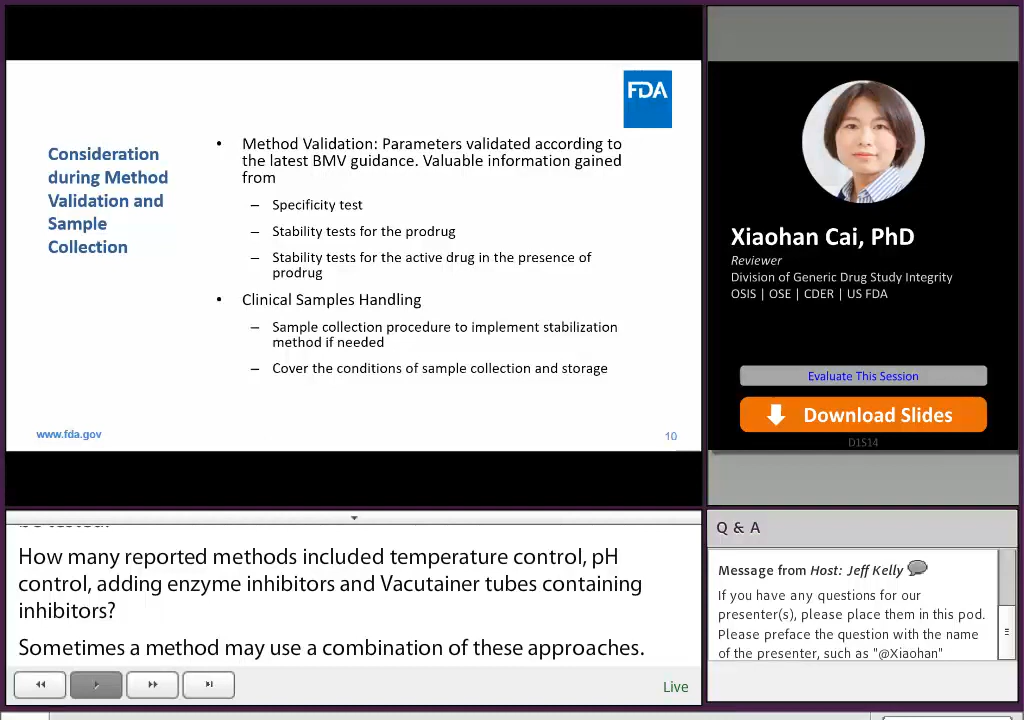 FDA
Consideration
during Method
Validation and
Sample
Collection
• Method Validation: Parameters validated according to
the latest BMV guidance. Valuable information gained
from
– Specificity test
– Stability tests for the prodrug
– Stability tests for the active drug in the presence of
prodrug
• Clinical Samples Handling
– Sample collection procedure to implement stabilization
method if needed
– Cover the conditions of sample collection and storage
www.fda.gov
10
Xiaohan Cai, PhD
Reviewer
Division of Generic Drug Study Integrity
OSIS | OSE | CDER | US FDA
Evaluate This Session
Download Slides
D1S14
How many reported methods included temperature control, pH
control, adding enzyme inhibitors and Vacutainer tubes containing
inhibitors?
Sometimes a method may use a combination of these approaches.
Live
Q & A
Message from Host: Jeff Kelly
If you have any questions for our
presenter(s), please place them in this pod.
Please preface the question with the name
of the presenter, such as "@Xiaohan"